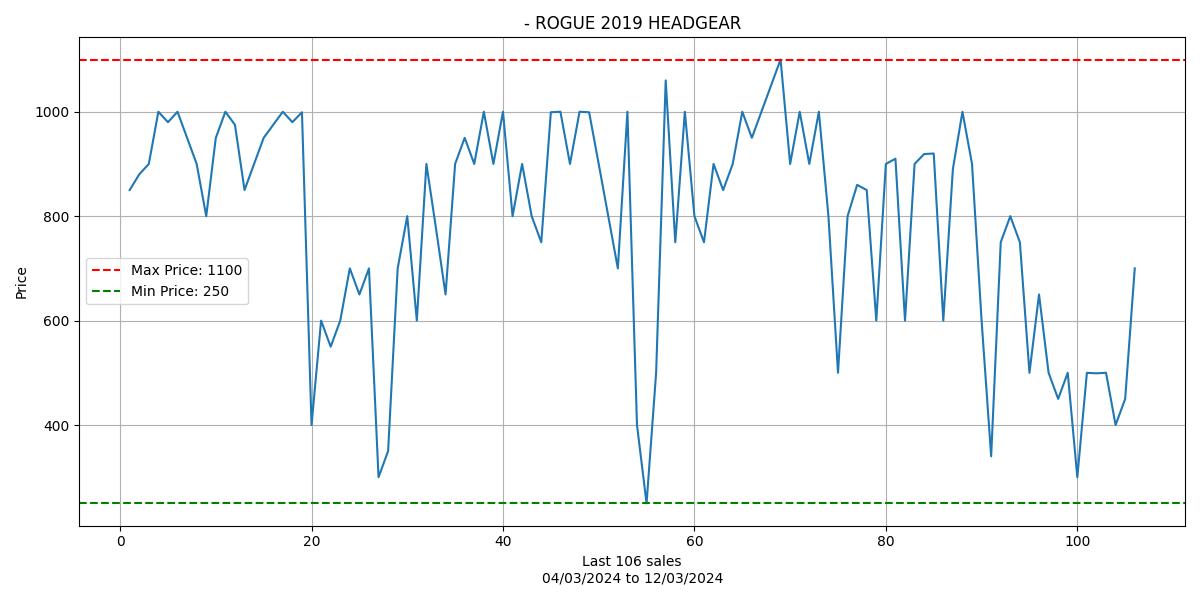 - ROGUE 2019 HEADGEAR
Price
1000
800
600
400
Max Price: 1100
Min Price: 250
0
20
40
60
80
100
Last 106 sales
04/03/2024 to 12/03/2024